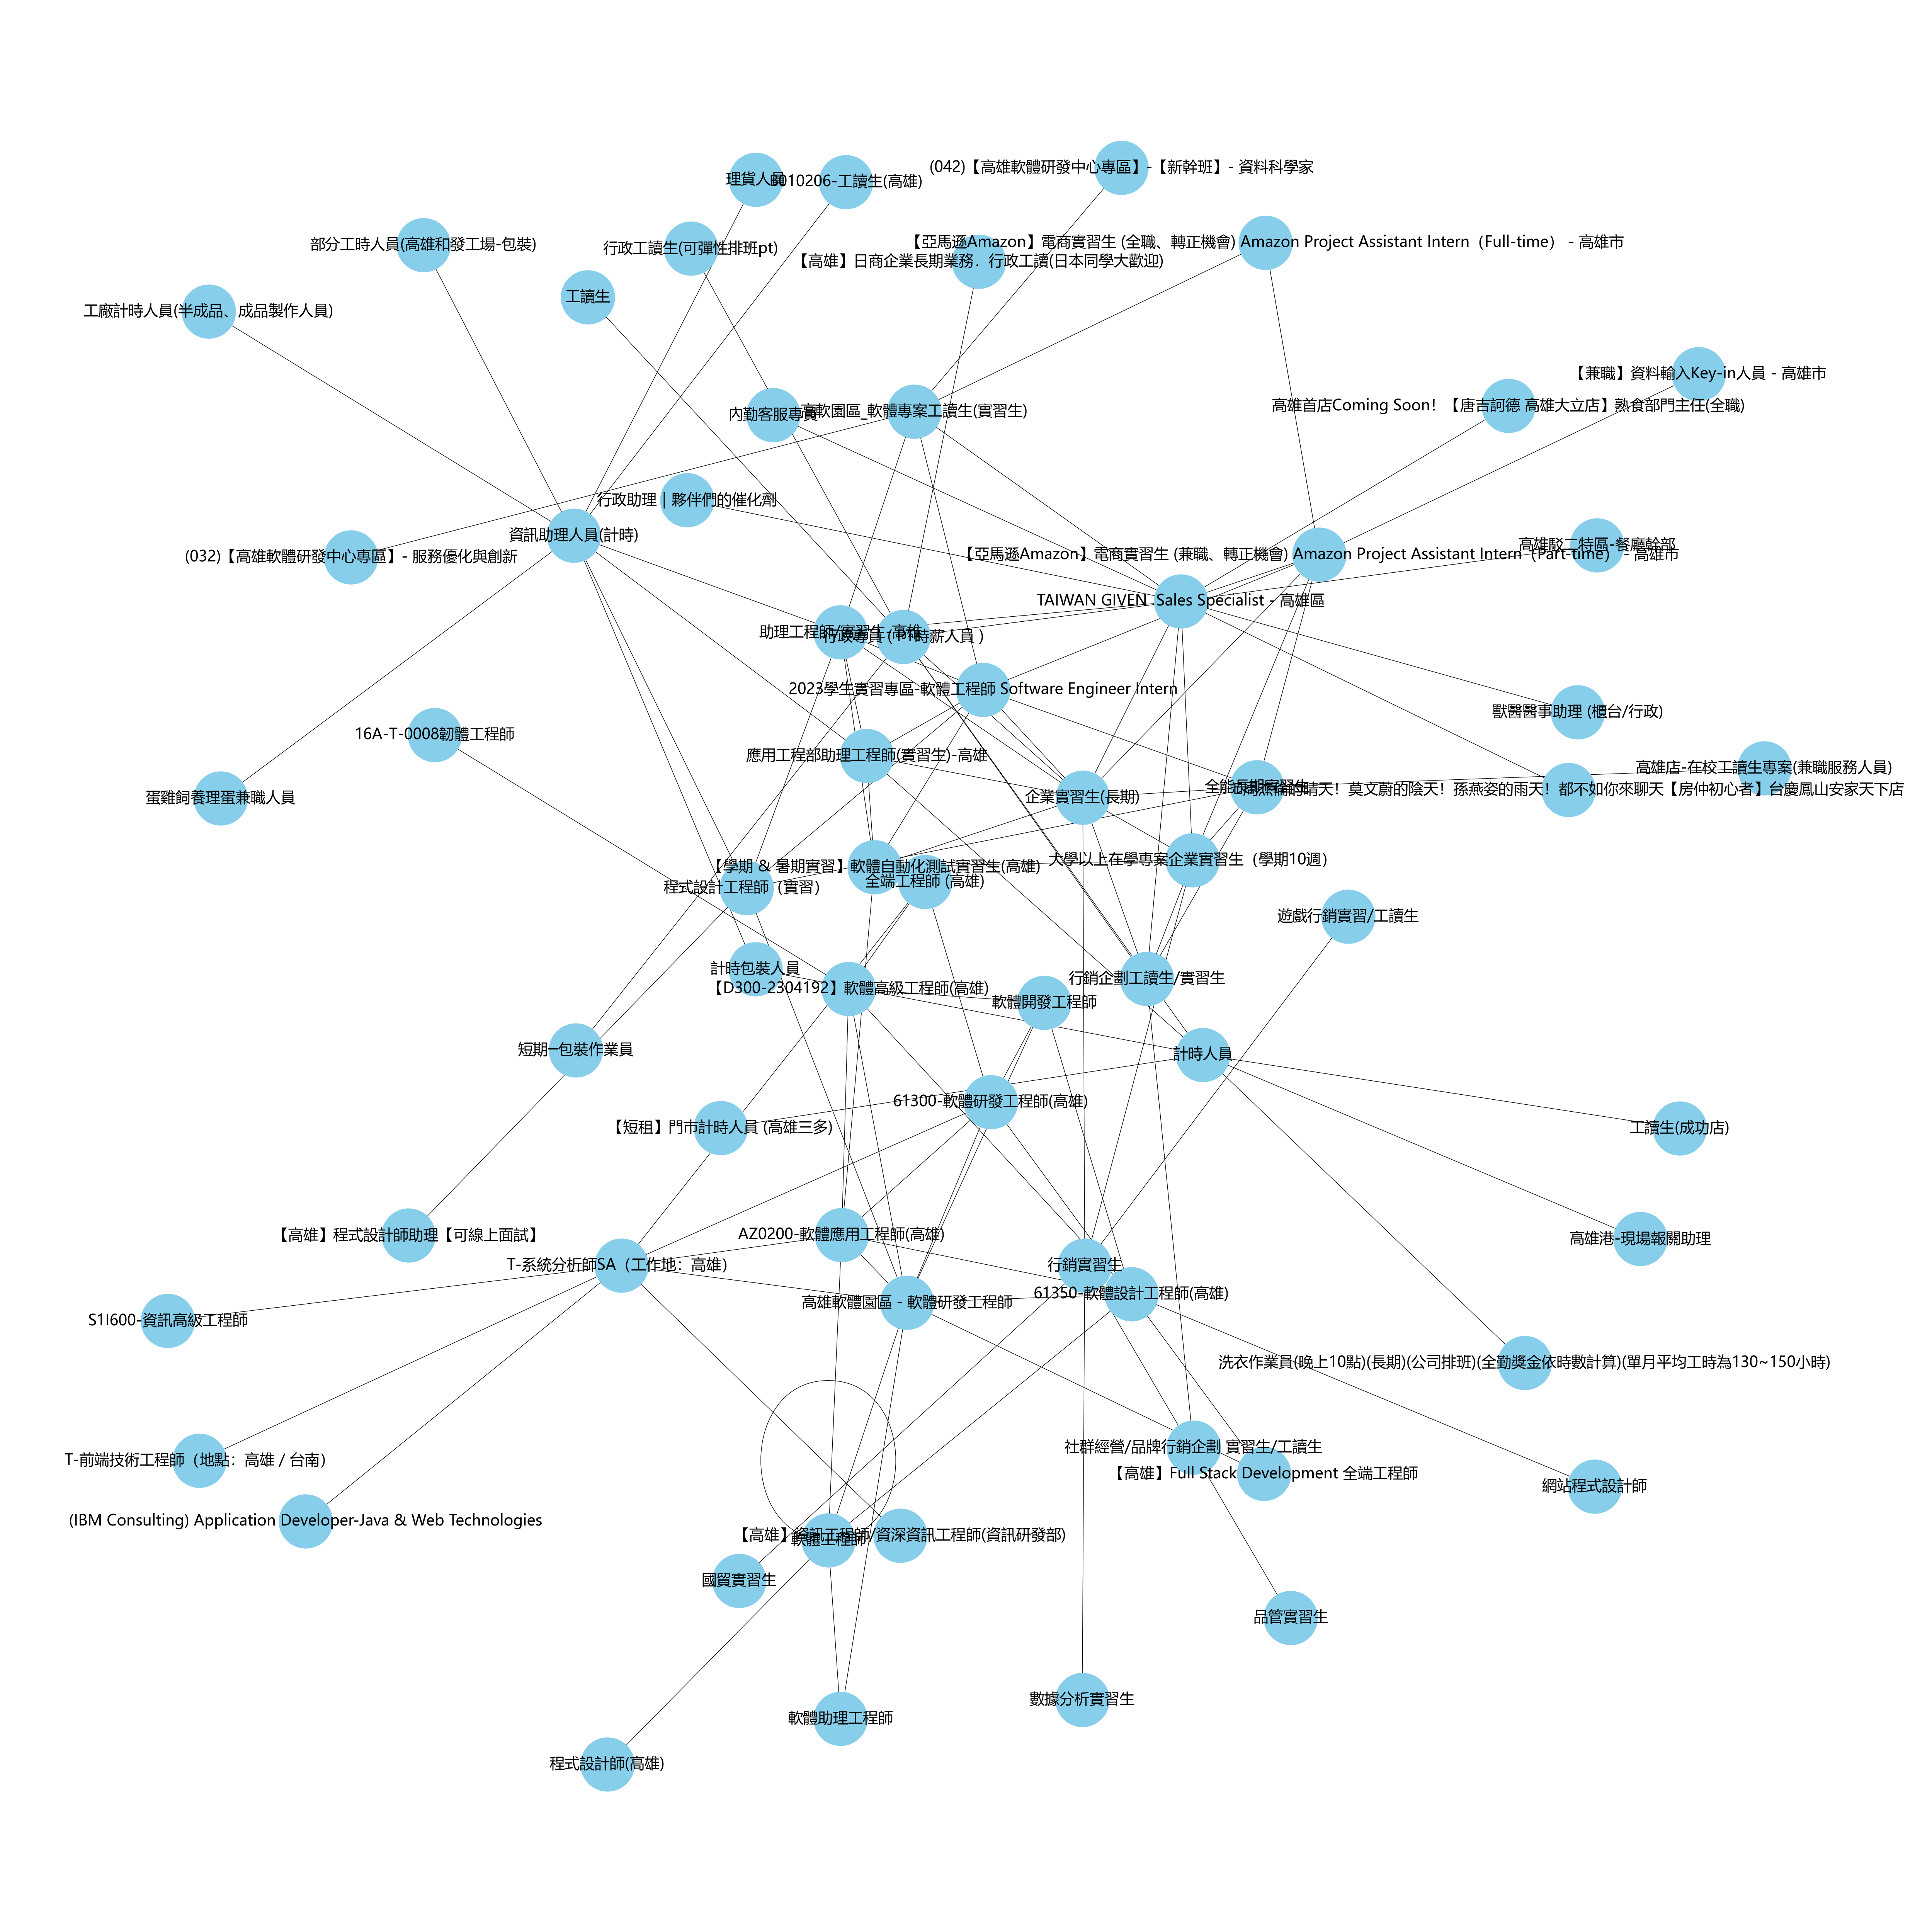 (042)【高雄軟體研發中心專區】-【新幹班】- 資料科學家
理貨人員
B010206-工讀生(高雄)
部分工時人員(高雄和發工場-包裝)
行政工讀生(可彈性排班pt)
【亞馬遜Amazon】電商實習生 (全職、轉正機會) Amazon Project Assistant Intern（Full-time） - 高雄市
【高雄】日商企業長期業務．行政工讀(日本同學大歡迎)
工讀生
工廠計時人員(半成品、成品製作人員)
【兼職】資料輸入Key-in人員 - 高雄市
高雄首店Coming Soon！【唐吉訶德 高雄大立店】熟食部門主任(全職)
內勤客服專員
高軟園區_軟體專案工讀生(實習生)
行政助理｜夥伴們的催化劑
資訊助理人員(計時)
高雄駁二特區-餐廳幹部
(032)【高雄軟體研發中心專區】- 服務優化與創新
【亞馬遜Amazon】電商實習生 (兼職、轉正機會) Amazon Project Assistant Intern（Part-time） - 高雄市
TAIWAN GIVEN  Sales Specialist - 高雄區
助理工程師/實習生-高雄
行政專員 ( PT時薪人員 )
2023學生實習專區-軟體工程師 Software Engineer Intern
獸醫醫事助理 (櫃台/行政)
16A-T-0008韌體工程師
應用工程部助理工程師(實習生)-高雄
高雄店-在校工讀生專案(兼職服務人員)
全能長期實習生
晴天！莫文蔚的陰天！孫燕姿的雨天！都不如你來聊天【房仲初心者】台慶鳳山安家天下店
蛋雞飼養理蛋兼職人員
企業實習生(長期)
大學以上在學專案企業實習生（學期10週）
【學期 & 暑期實習】軟體自動化測試實習生(高雄)
全端工程師 (高雄)
程式設計工程師（實習）
遊戲行銷實習/工讀生
計時包裝人員
行銷企劃工讀生/實習生
【D300-2304192】軟體高級工程師(高雄)
軟體開發工程師
短期一包裝作業員
計時人員
61300-軟體研發工程師(高雄)
【短租】門市計時人員 (高雄三多)
工讀生(成功店)
【高雄】程式設計師助理【可線上面試】
AZ0200-軟體應用工程師(高雄)
高雄港-現場報關助理
T-系統分析師SA（工作地：高雄）
行銷實習生
61350-軟體設計工程師(高雄)
高雄軟體園區 - 軟體研發工程師
S1I600-資訊高級工程師
洗衣作業員(晚上10點)(長期)(公司排班)(全勤獎金依時數計算)(單月平均工時為130~150小時)
社群經營/品牌行銷企劃 實習生/工讀生
T-前端技術工程師（地點：高雄 / 台南）
【高雄】Full Stack Development 全端工程師
網站程式設計師
(IBM Consulting) Application Developer-Java & Web Technologies
【高雄】資訊工程師/資深資訊工程師(資訊研發部)
軟體工程師
國貿實習生
品管實習生
數據分析實習生
軟體助理工程師
程式設計師(高雄)